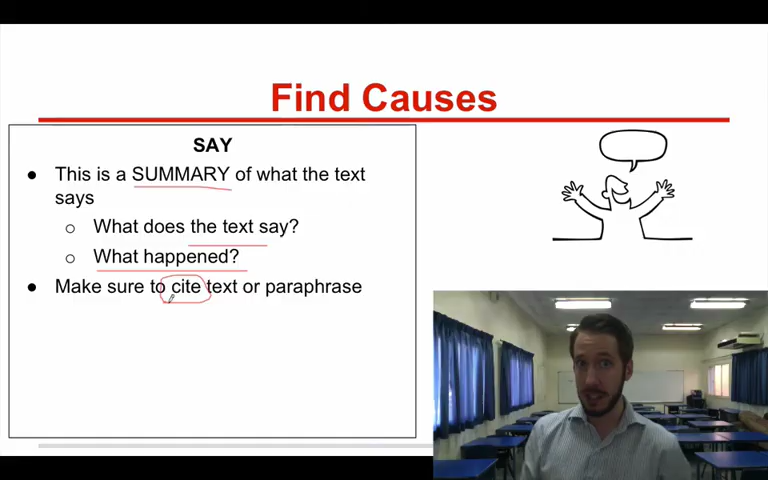 Find Causes
SAY
● This is a SUMMARY of what the text
says
○ What does the text say?
○ What happened?
● Make sure to cite text or paraphrase